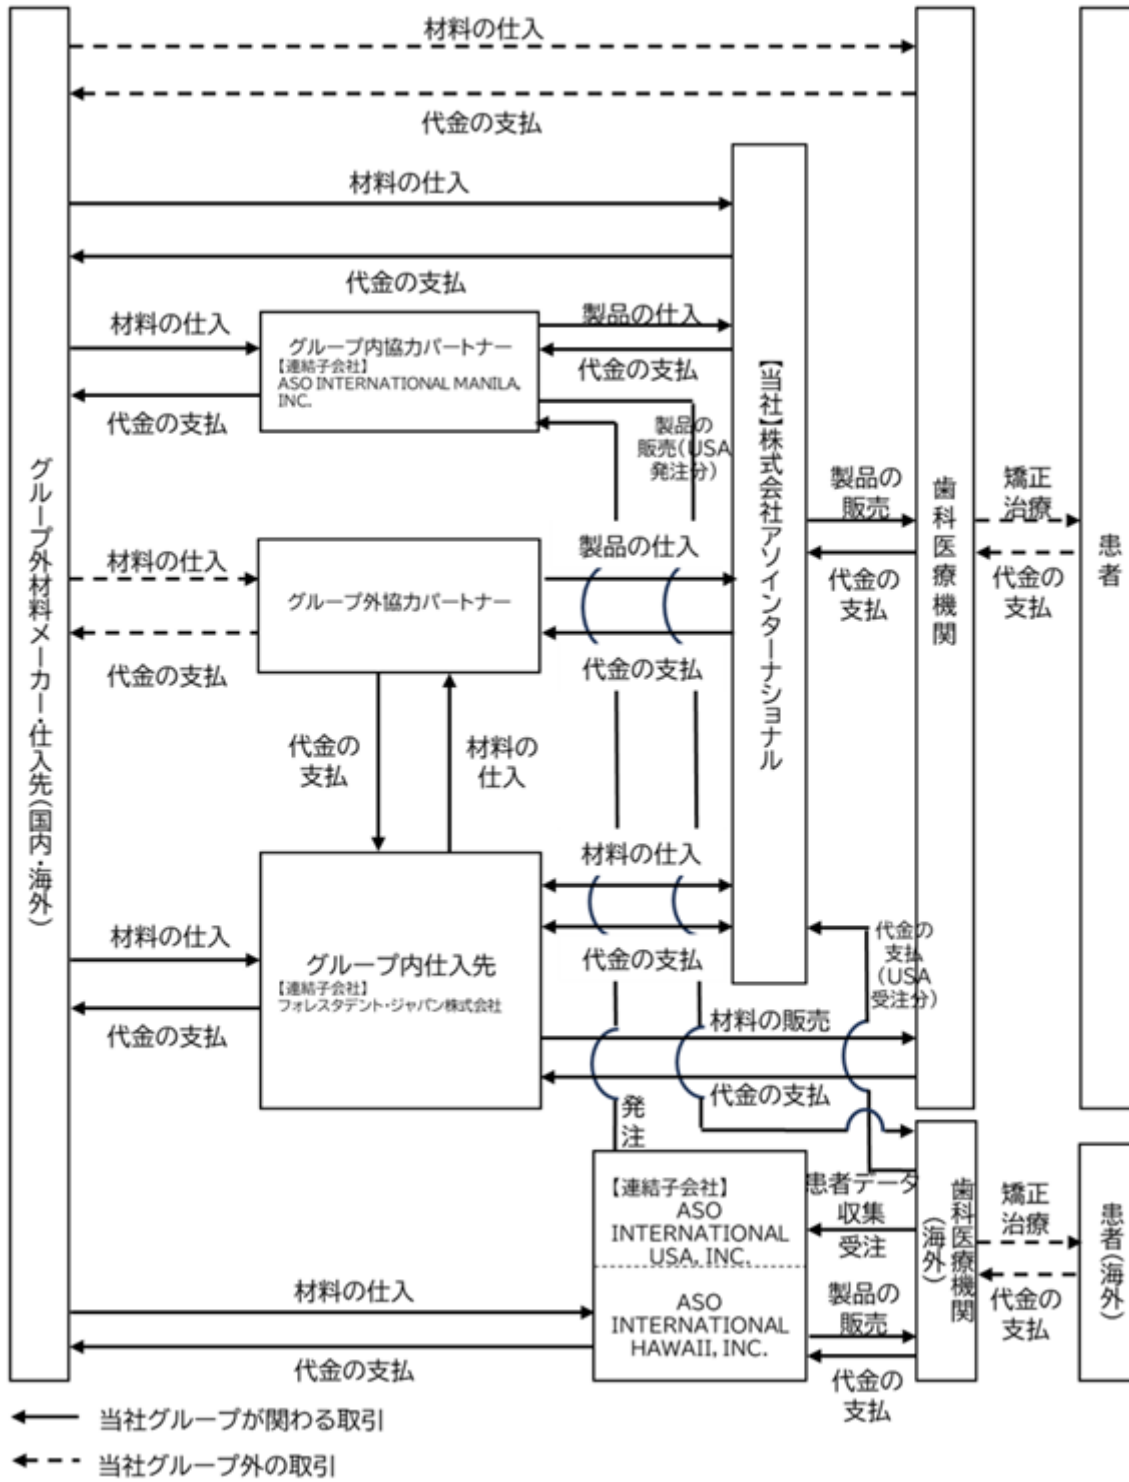 材料の仕入
代金の支払
材料の仕入
代金の支払
材料の仕入
代金の支払
グループ内協力パートナー
【連結子会社】
ASO INTERNATIONAL MANILA,
INC.
製品の仕入
代金の支払
製品の
販売(USA
発注分)
【当社】株式会社アソインターナショナル
グループ外材料メーカー・仕入先(国内・海外)
材料の仕入
代金の支払
グループ外協力パートナー
製品の仕入
代金の支払
製品の
販売
代金の
支払
歯科医療機関
矯正
治療
代金の
支払
患者
代金の
支払
材料の
仕入
材料の仕入
代金の支払
グループ内仕入先
【連結子会社】
フォレスタデント・ジャパン株式会社
材料の仕入
代金の支払
代金の
支払
(USA
受注分)
材料の販売
代金の支払
発
注
【連結子会社】
ASO
INTERNATIONAL
USA, INC.
ASO
INTERNATIONAL
HAWAII, INC.
患者データ
収集
受注
製品の
販売
代金の
支払
歯科医療機関
(海外)
矯正
治療
代金の
支払
患者(海外)
材料の仕入
代金の支払
当社グループが関わる取引
当社グループ外の取引